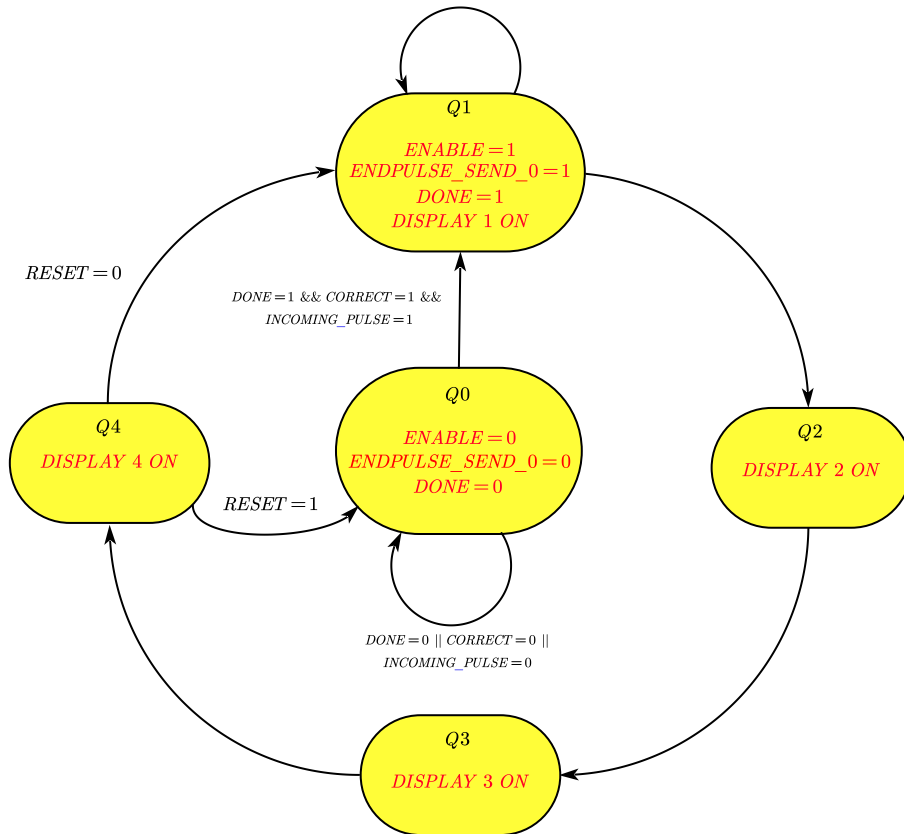 Q1
ENABLE = 1
ENDPULSE_SEND_0 = 1
DONE = 1
DISPLAY 1 ON
RESET = 0
DONE = 1 && CORRECT = 1 &&
INCOMING_PULSE = 1
Q4
DISPLAY 4 ON
Q0
ENABLE = 0
ENDPULSE_SEND_0 = 0
DONE = 0
Q2
DISPLAY 2 ON
RESET = 1
DONE = 0 || CORRECT = 0 ||
INCOMING_PULSE = 0
Q3
DISPLAY 3 ON